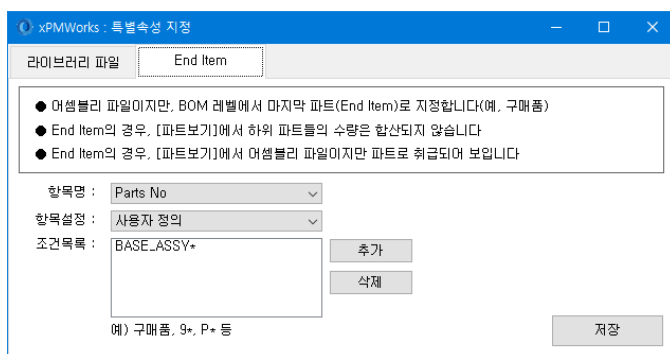 xPMWorks : 특별속성 지정
라이브러리 파일 End Item
● 어셈블리 파일이지만, BOM 레벨에서 마지막 파트(End Item)로 지정합니다(예, 구매품)
● End Item의 경우, [파트보기]에서 하위 파트들의 수량은 합산되지 않습니다
● End Item의 경우, [파트보기]에서 어셈블리 파일이지만 파트로 취급되어 보입니다
항목명 : Parts No
항목설정 : 사용자 정의
조건목록 : BASE_ASSY* 추가
삭제
예) 구매품, 9*, P* 등
저장